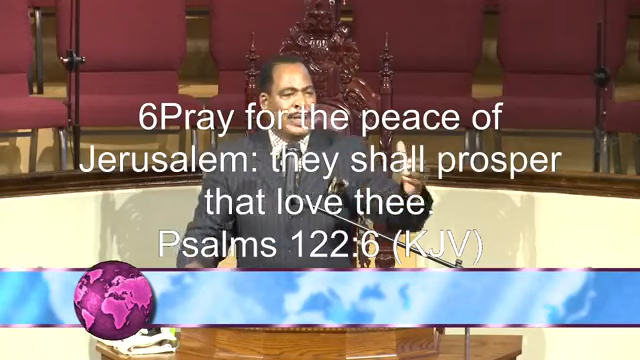 6Pray for the peace of
Jerusalem: they shall prosper
that love thee.
Psalms 122:6 (KJV)